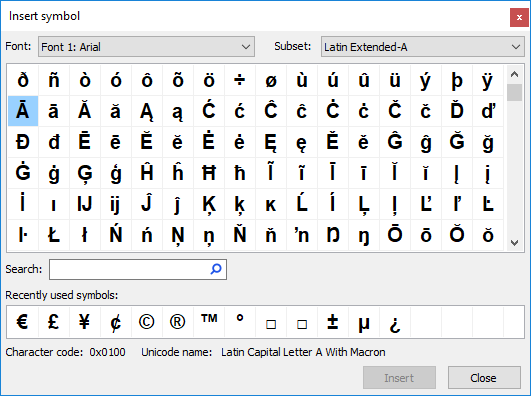 Insert symbol
Font: Font 1: Arial Subset: Latin Extended-A
ð ñ ò ó ô õ ö ÷ ø ù ú û ü ý þ ÿ
Ā ā Ă ă Ą ą Ć ć Ĉ ĉ Ċ ċ Č č Ď ď
Đ đ Ē ē Ĕ ĕ Ė ė Ę ę Ě ě Ĝ ĝ Ğ ğ
Ġ ġ Ģ ģ Ĥ ĥ Ħ ħ Ĩ ĩ Ī ī Ĭ ĭ Į į
İ ı IJ ij Ĵ ĵ Ķ ķ ĸ Ĺ ĺ Ļ ļ Ľ ľ Ŀ
ŀ Ł ł Ń ń Ņ ņ Ň ň ŉ Ŋ ŋ Ō ō Ŏ ŏ
Search:
Recently used symbols:
€ £ ¥ ¢ © ® ™ ° □ □ ± µ ¿
Character code: 0x0100 Unicode name: Latin Capital Letter A With Macron
Insert Close